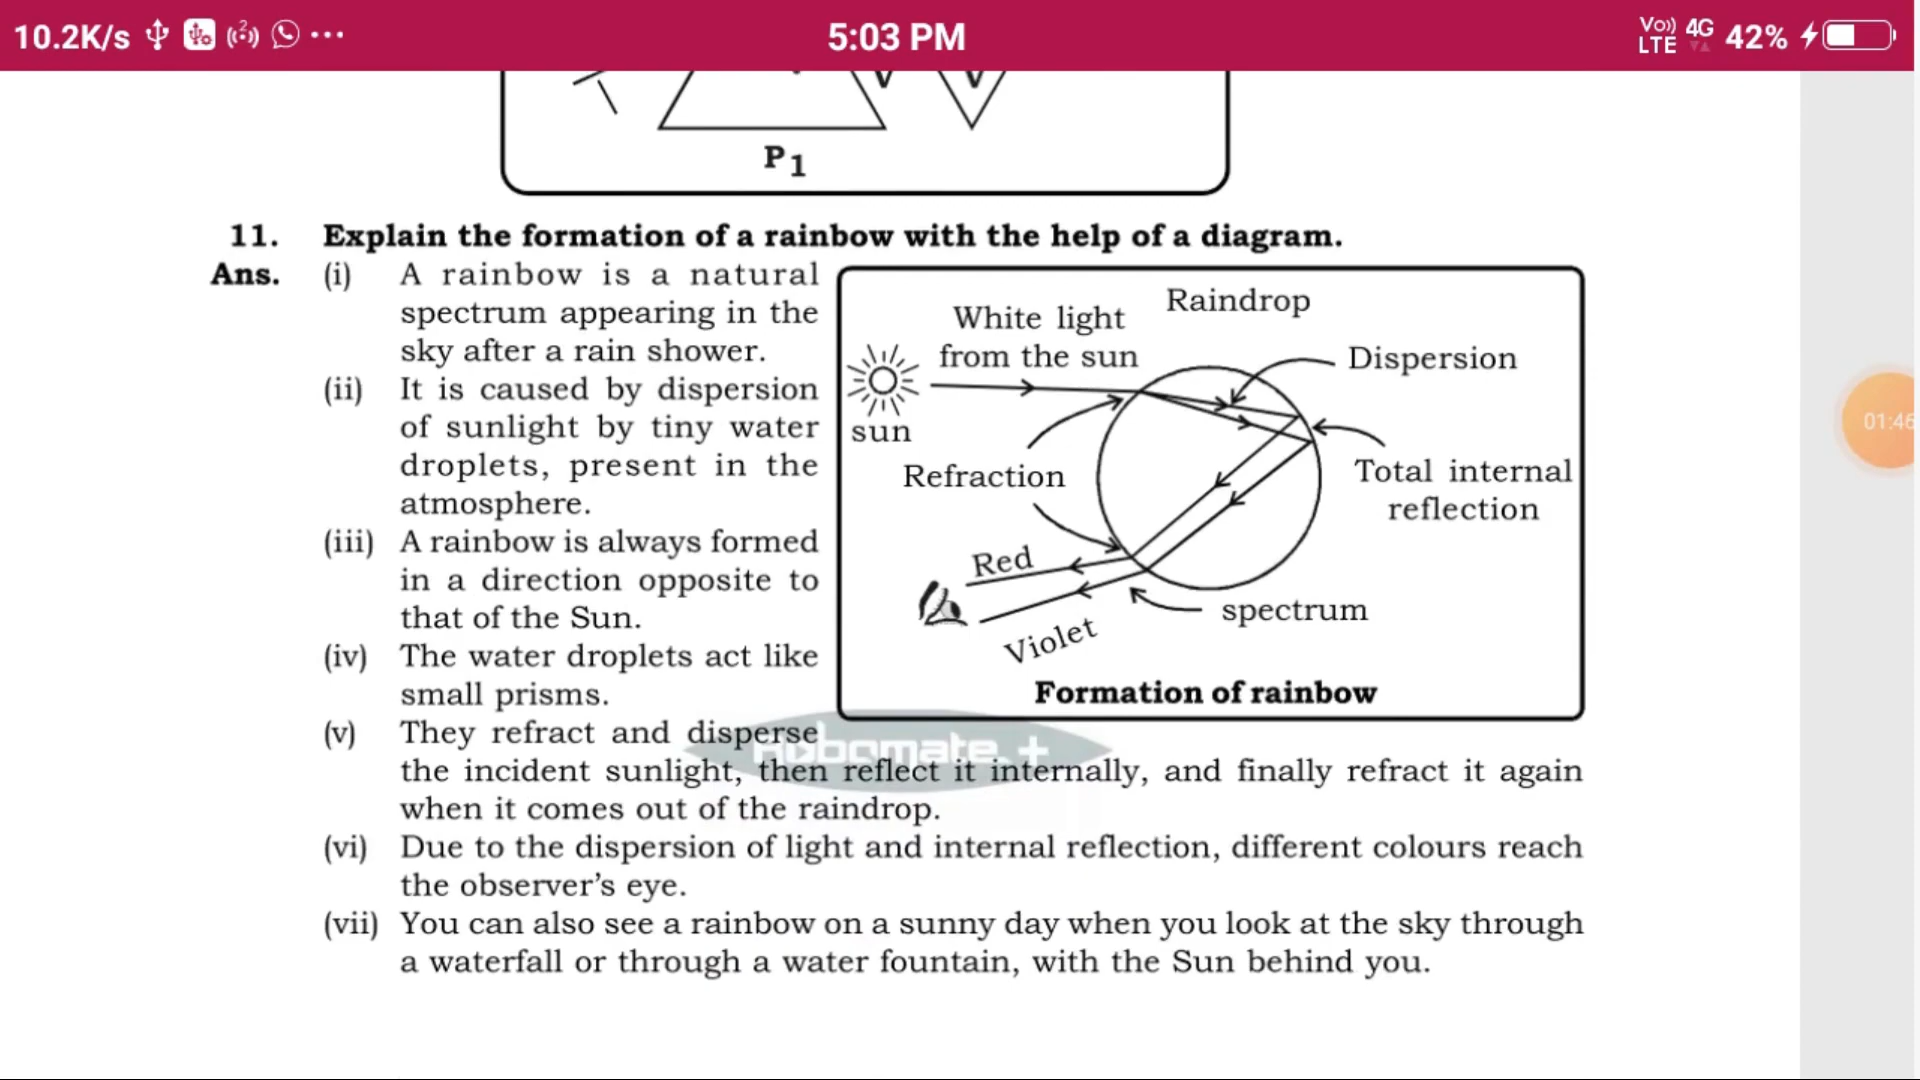 10.2K/s
5:03 PM
Vo)) 4G 42%
LTE
V V
P1
11. Explain the formation of a rainbow with the help of a diagram.
Ans. (i) A rainbow is a natural
spectrum appearing in the
sky after a rain shower.
(ii) It is caused by dispersion
of sunlight by tiny water
droplets, present in the
atmosphere.
(iii) A rainbow is always formed
in a direction opposite to
that of the Sun.
(iv) The water droplets act like
small prisms.
(v) They refract and disperse
the incident sunlight, then reflect it internally, and finally refract it again
when it comes out of the raindrop.
(vi) Due to the dispersion of light and internal reflection, different colours reach
the observer's eye.
(vii) You can also see a rainbow on a sunny day when you look at the sky through
a waterfall or through a water fountain, with the Sun behind you.
Raindrop
White light
from the sun
Dispersion
sun
Refraction
Total internal
reflection
Red
spectrum
Violet
Formation of rainbow
Robomate+
01:46